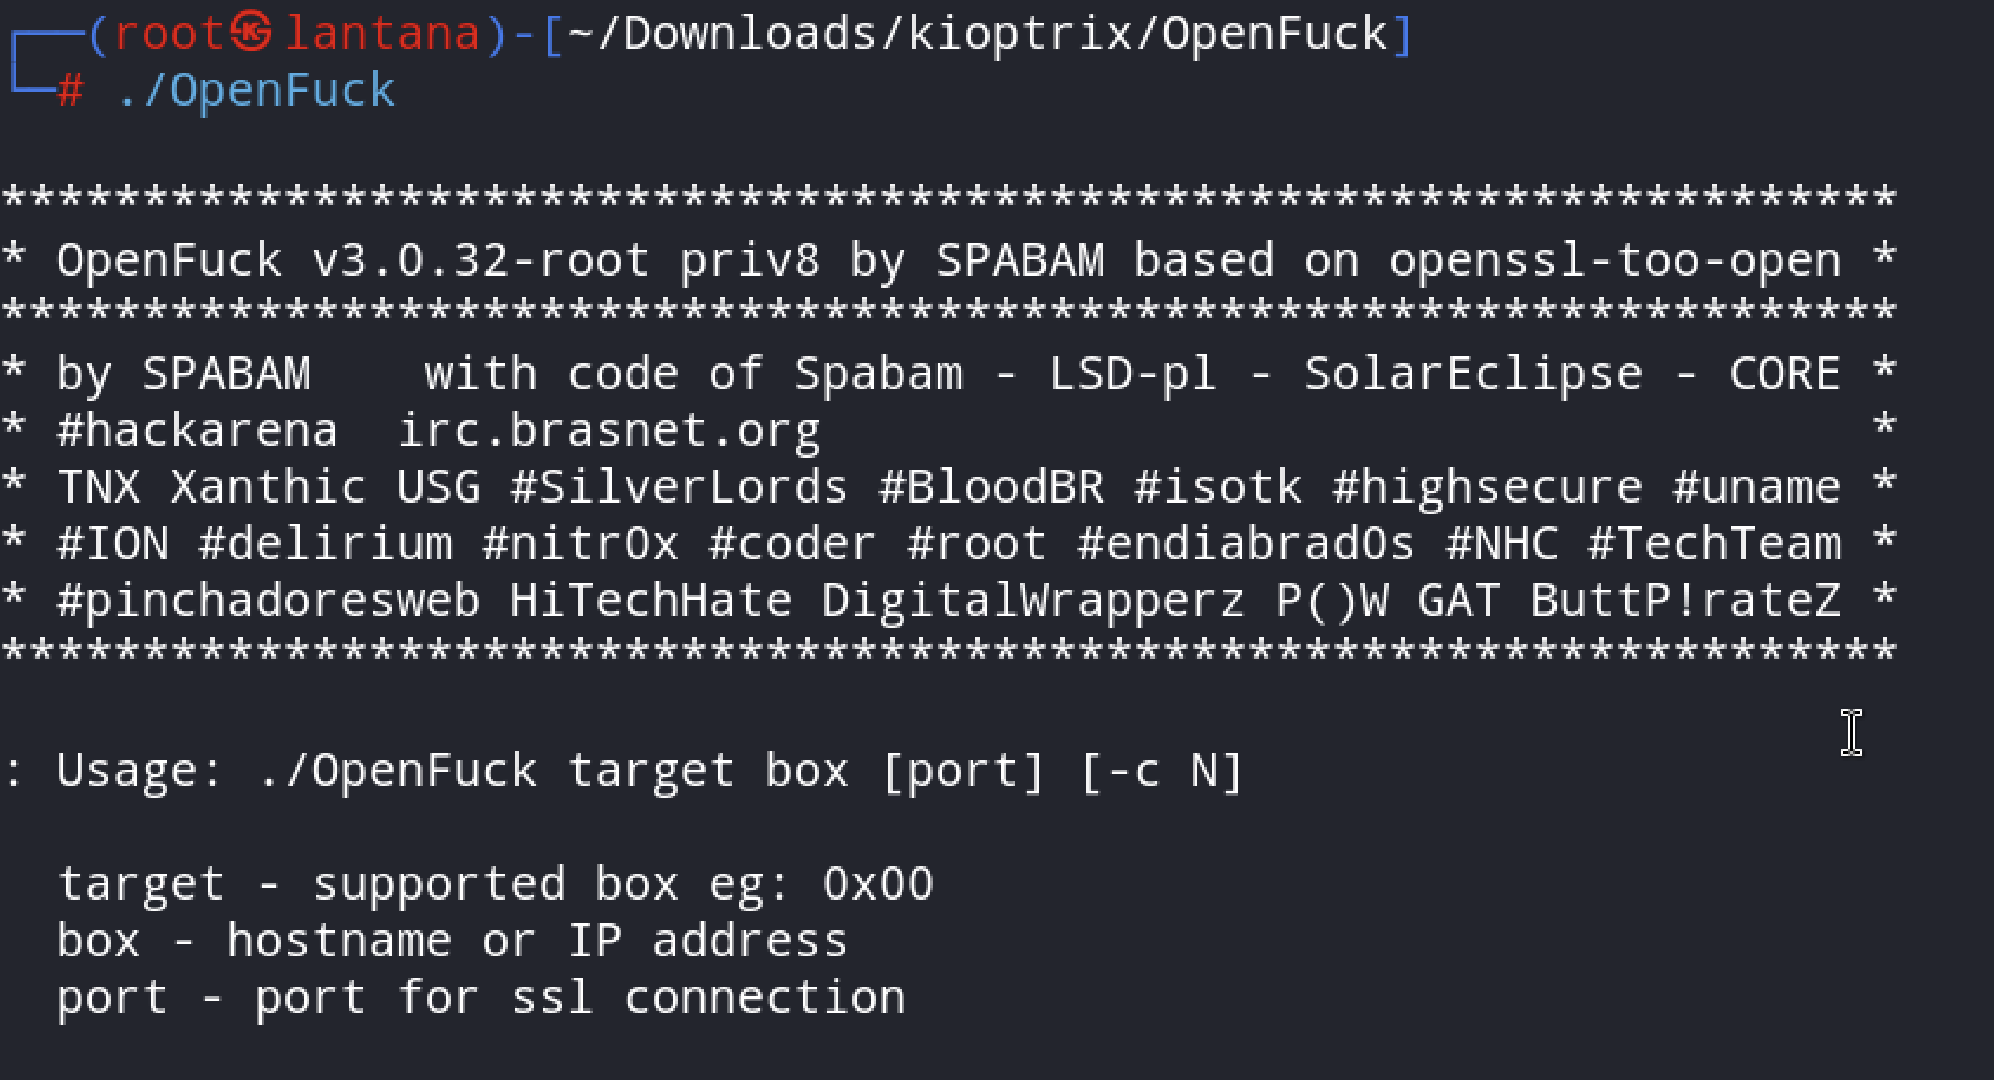 ┌──(root㉿lantana)-[~/Downloads/kioptrix/OpenFuck]
└─# ./OpenFuck
*******************************************************************
* OpenFuck v3.0.32-root priv8 by SPABAM based on openssl-too-open *
*******************************************************************
* by SPABAM    with code of Spabam - LSD-pl - SolarEclipse - CORE *
* #hackarena  irc.brasnet.org                                     *
* TNX Xanthic USG #SilverLords #BloodBR #isotk #highsecure #uname *
* #ION #delirium #nitr0x #coder #root #endiabrad0s #NHC #TechTeam *
* #pinchadoresweb HiTechHate DigitalWrapperz P()W GAT ButtP!rateZ *
*******************************************************************
: Usage: ./OpenFuck target box [port] [-c N]
target - supported box eg: 0x00
box - hostname or IP address
port - port for ssl connection